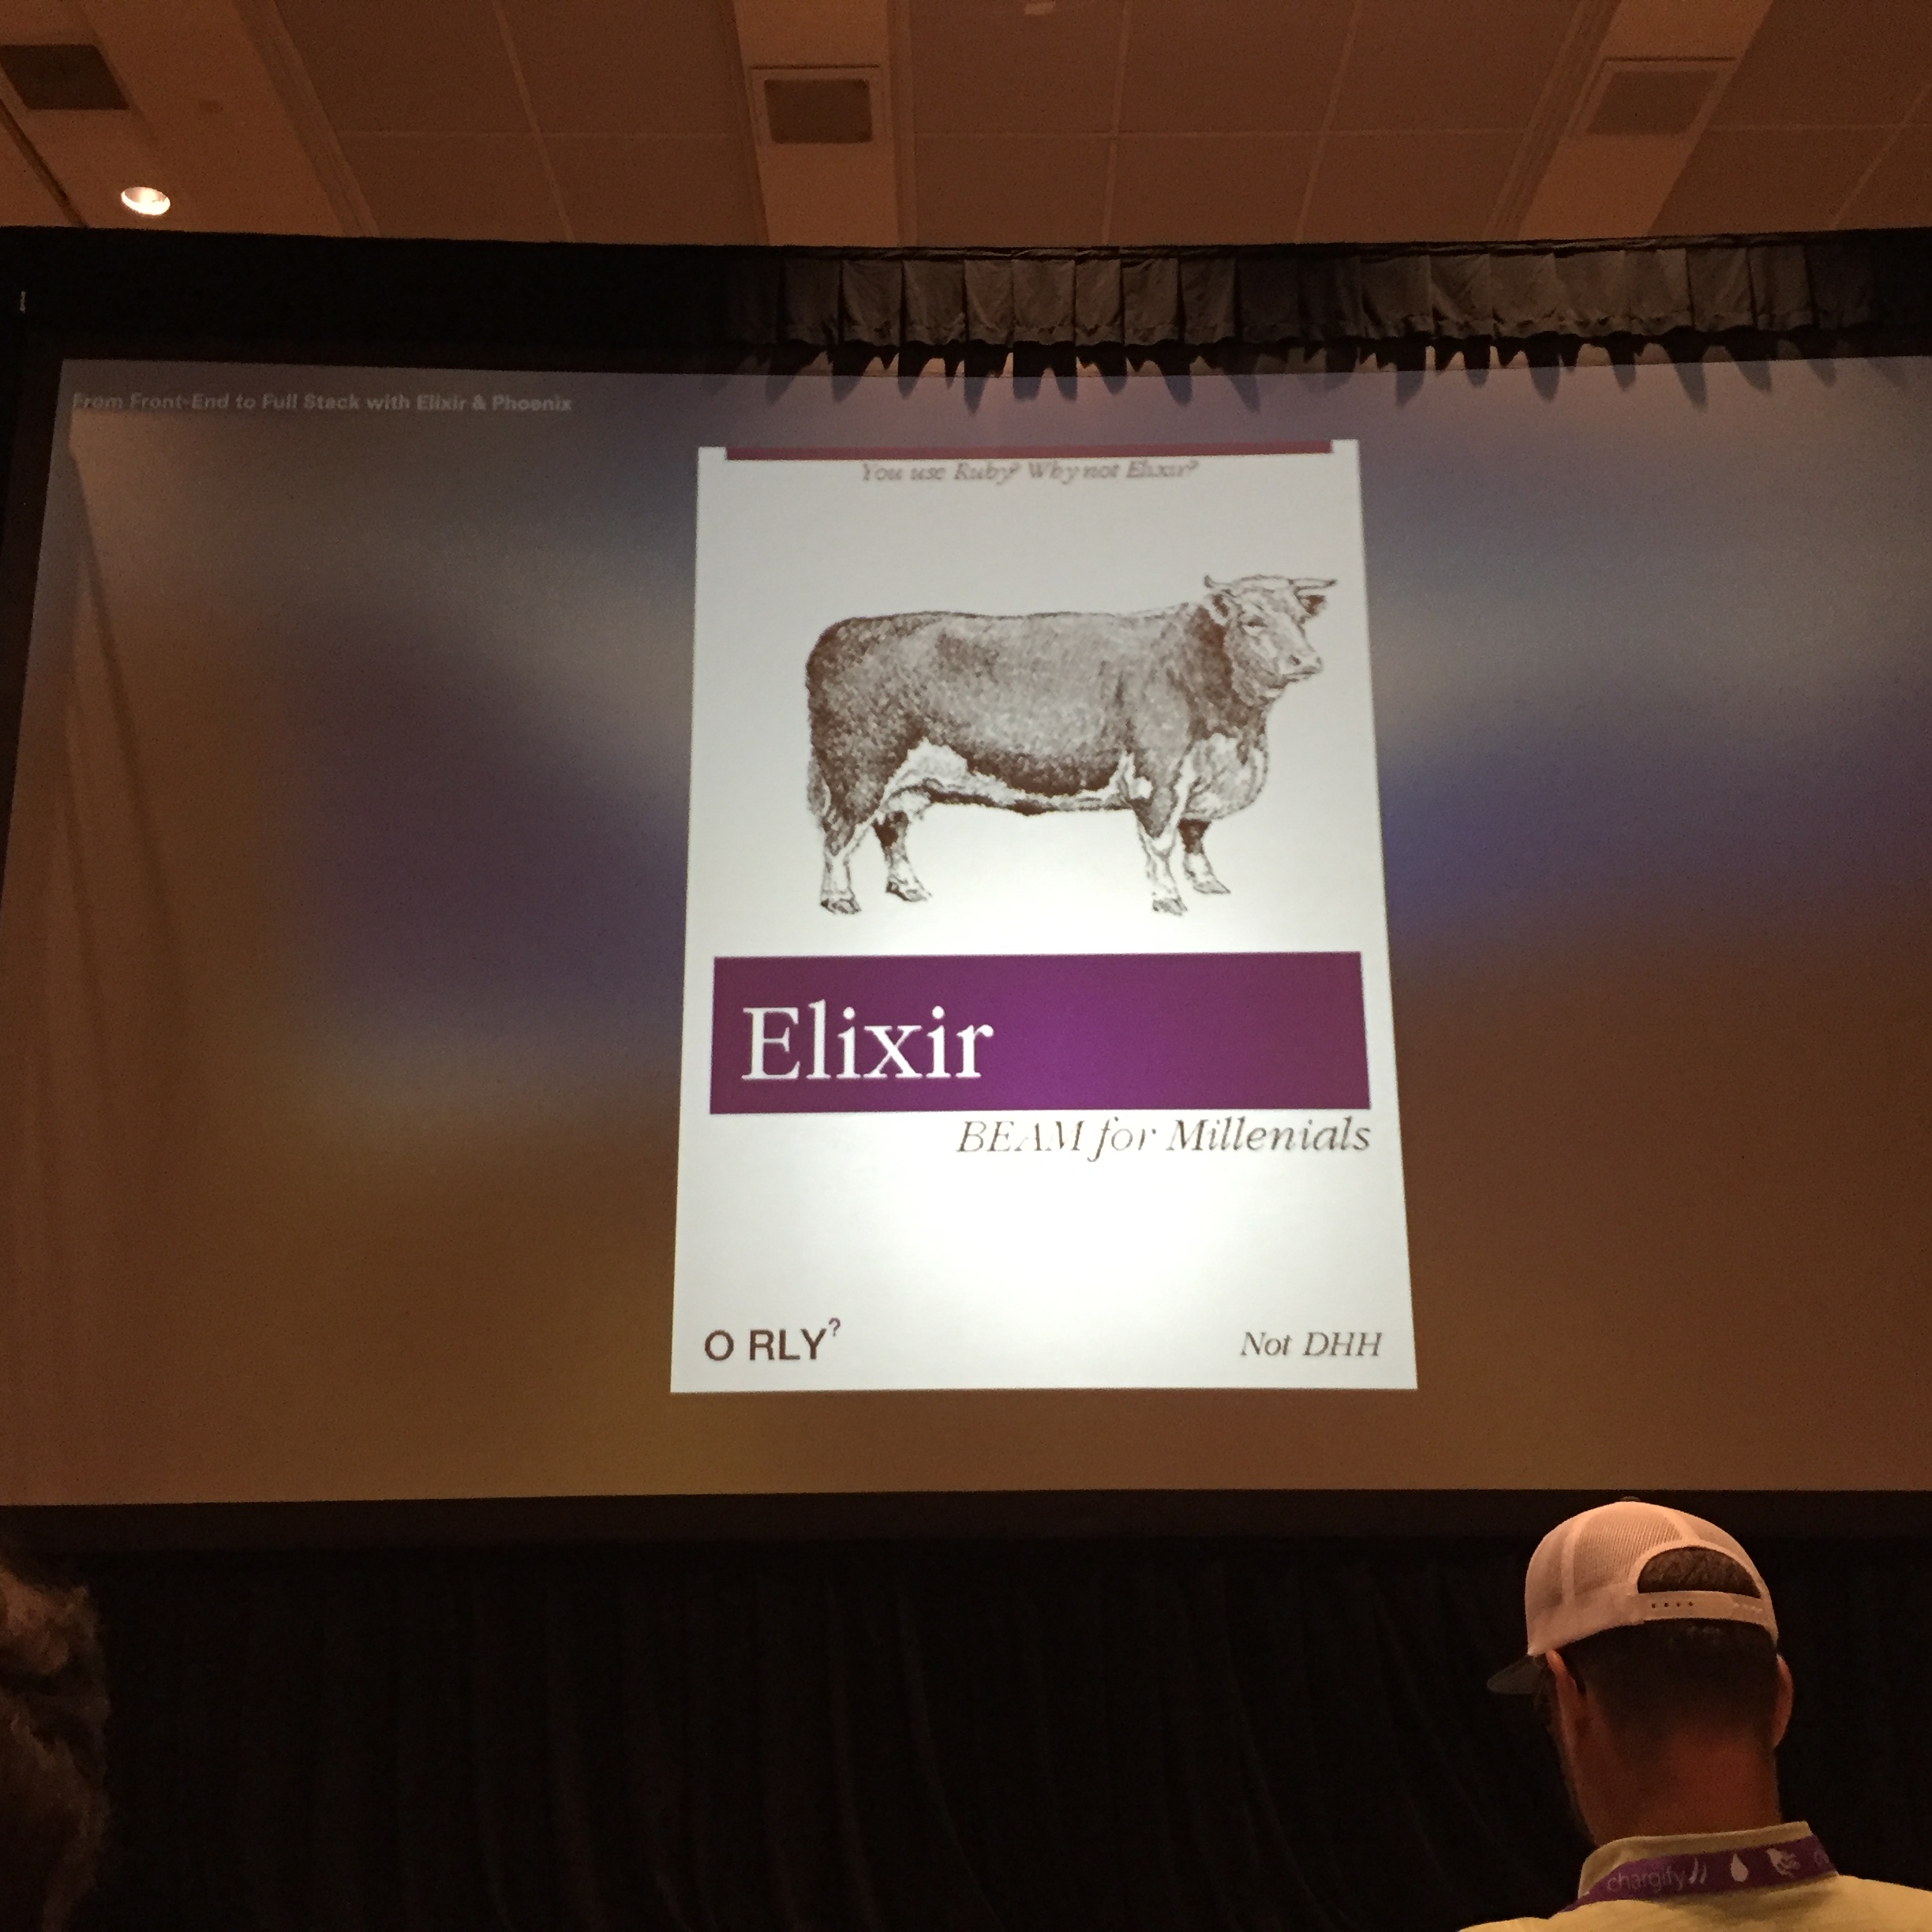 From Front-End to Full Stack with Elixir & Phoenix
You use Ruby? Why not Elixir?
Elixir
BEAM for Millenials
O RLY?
Not DHH
chargify